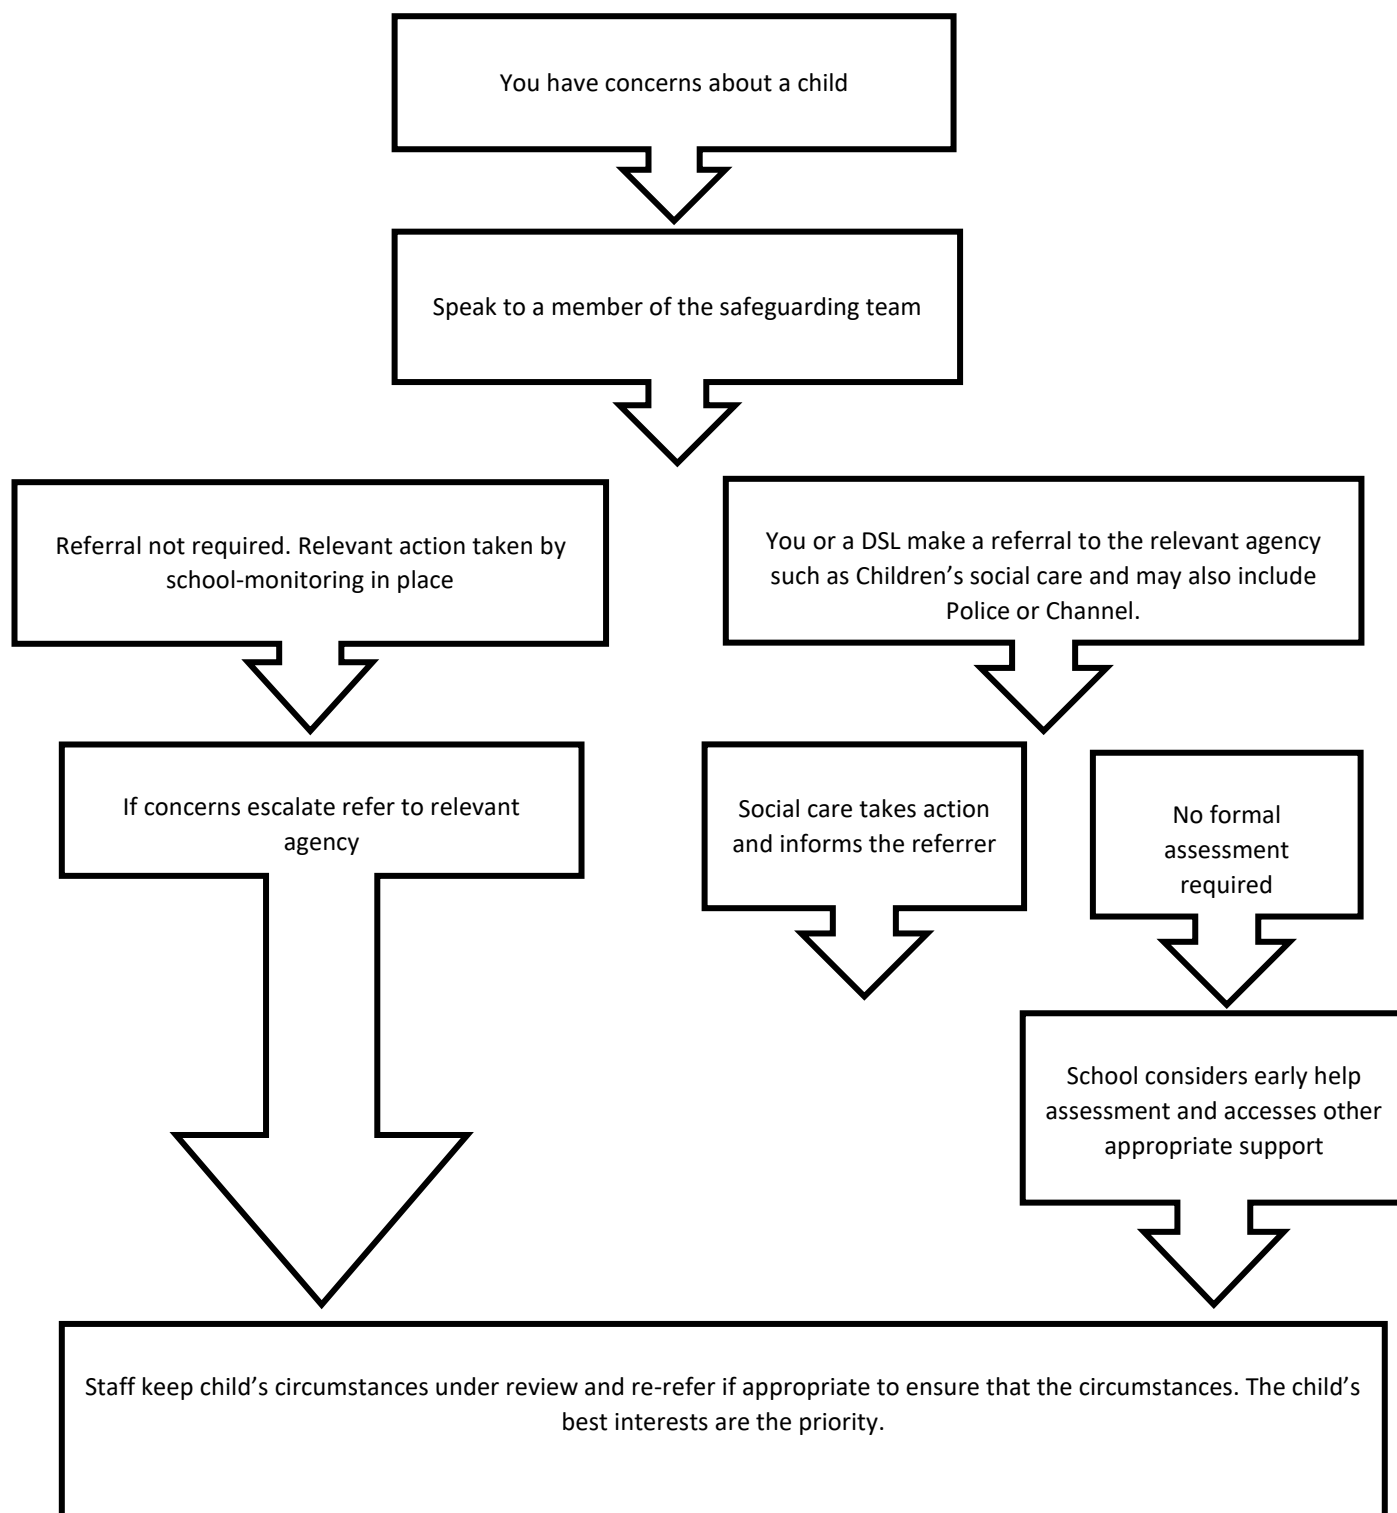 You have concerns about a child
Speak to a member of the safeguarding team
Referral not required. Relevant action taken by
school-monitoring in place
You or a DSL make a referral to the relevant agency
such as Children’s social care and may also include
Police or Channel.
If concerns escalate refer to relevant
agency
Social care takes action
and informs the referrer
No formal
assessment
required
School considers early help
assessment and accesses other
appropriate support
Staff keep child’s circumstances under review and re-refer if appropriate to ensure that the circumstances. The child’s
best interests are the priority.